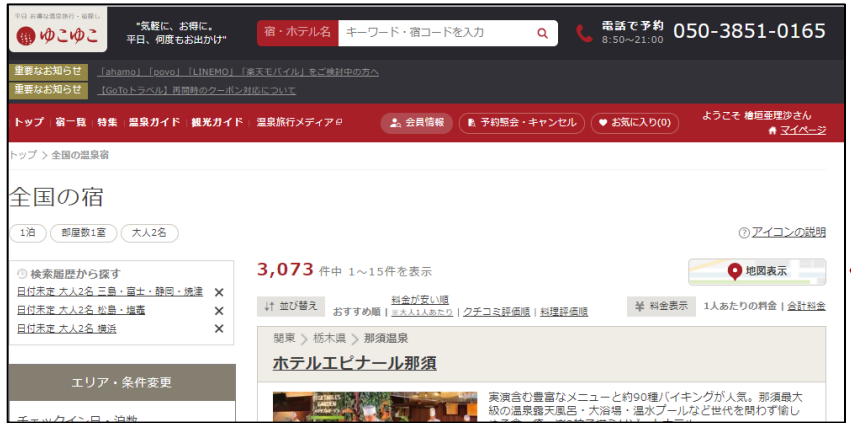 平日 お得な温泉旅行・宿探し
ゆこゆこ
"気軽に、お得に。
平日、何度もお出かけ"
宿・ホテル名 キーワード・宿コードを入力
電話で予約
8:50～21:00
050-3851-0165
重要なお知らせ 「ahamo」「povo」「LINEMO」「楽天モバイル」をご検討中の方へ
重要なお知らせ 【GoToトラベル】再開時のクーポン対応について
トップ 宿一覧 特集 温泉ガイド 観光ガイド 温泉旅行メディア
会員情報 予約照会・キャンセル お気に入り(0)
ようこそ 檜垣亜理沙さん
マイページ
トップ > 全国の温泉宿
全国の宿
1泊 部屋数1室 大人2名
アイコンの説明
検索履歴から探す
日付未定 大人2名 三島・富士・静岡・焼津 ×
日付未定 大人2名 松島・塩竈 ×
日付未定 大人2名 横浜 ×
エリア・条件変更
チェックイン日・泊数
3,073 件中 1～15件を表示
地図表示
並び替え おすすめ順 | 料金が安い順 ※大人1人あたり | クチコミ評価順 | 料理評価順
¥ 料金表示 1人あたりの料金 | 合計料金
関東 > 栃木県 > 那須温泉
ホテルエピナール那須
VEGETABLES
GARDEN
実演含む豊富なメニューと約90種バイキングが人気。那須最大
級の温泉露天風呂・大浴場・温水プールなど世代を問わず愉し